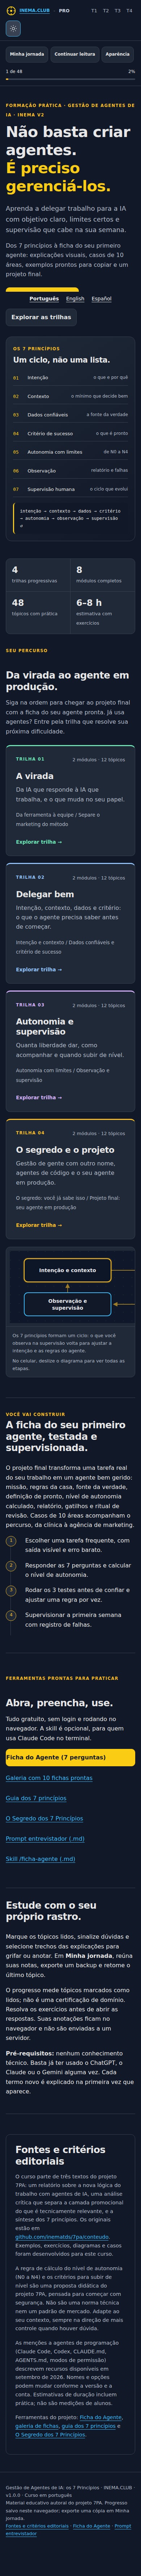 INEMA.CLUB PRO T1 T2 T3 T4
Minha jornada Continuar leitura Aparência
1 de 48 2%
FORMAÇÃO PRÁTICA · GESTÃO DE AGENTES DE
IA · INEMA V2
Não basta criar
agentes.
É preciso
gerenciá-los.
Aprenda a delegar trabalho para a IA
com objetivo claro, limites certos e
supervisão que cabe na sua semana.
Dos 7 princípios à ficha do seu primeiro
agente: explicações visuais, casos de 10
áreas, exemplos prontos para copiar e um
projeto final.
Português English Español
Explorar as trilhas
OS 7 PRINCÍPIOS
Um ciclo, não uma lista.
01 Intenção o que e por quê
02 Contexto o mínimo que decide bem
03 Dados confiáveis a fonte da verdade
04 Critério de sucesso o que é pronto
05 Autonomia com limites de N0 a N4
06 Observação relatório e falhas
07 Supervisão humana o ciclo que evolui
intenção → contexto → dados → critério
→ autonomia → observação → supervisão
4
trilhas progressivas
8
módulos completos
48
tópicos com prática
6–8 h
estimativa com
exercícios
SEU PERCURSO
Da virada ao agente em
produção.
Siga na ordem para chegar ao projeto final
com a ficha do seu agente pronta. Já usa
agentes? Entre pela trilha que resolve sua
próxima dificuldade.
TRILHA 01 2 módulos · 12 tópicos
A virada
Da IA que responde à IA que
trabalha, e o que muda no seu papel.
Da ferramenta à equipe / Separe o
marketing do método
Explorar trilha →
TRILHA 02 2 módulos · 12 tópicos
Delegar bem
Intenção, contexto, dados e critério:
o que o agente precisa saber antes
de começar.
Intenção e contexto / Dados confiáveis e
critério de sucesso
Explorar trilha →
TRILHA 03 2 módulos · 12 tópicos
Autonomia e
supervisão
Quanta liberdade dar, como
acompanhar e quando subir de nível.
Autonomia com limites / Observação e
supervisão
Explorar trilha →
TRILHA 04 2 módulos · 12 tópicos
O segredo e o projeto
Gestão de gente com outro nome,
agentes de código e o seu agente
em produção.
O segredo: você já sabe isso / Projeto final:
seu agente em produção
Explorar trilha →
Intenção e contexto
Observação e
supervisão
Os 7 princípios formam um ciclo: o que você
observa na supervisão volta para ajustar a
intenção e as regras do agente.
No celular, deslize o diagrama para ver todas as
etapas.
VOCÊ VAI CONSTRUIR
A ficha do seu primeiro
agente, testada e
supervisionada.
O projeto final transforma uma tarefa real
do seu trabalho em um agente bem gerido:
missão, regras de casa, fonte da verdade,
definição de pronto, nível de autonomia
calculado, relatório, gatilhos e ritual de
revisão. Casos de 10 áreas acompanham o
percurso, da clínica à agência de marketing.
1 Escolher uma tarefa frequente, com
saída visível e erro barato.
2 Responder as 7 perguntas e calcular
o nível de autonomia.
3 Rodar os 3 testes antes de confiar e
ajustar uma regra por vez.
4 Supervisionar a primeira semana
com registro de falhas.
FERRAMENTAS PRONTAS PARA PRATICAR
Abra, preencha, use.
Tudo gratuito, sem login e rodando no
navegador. A skill é opcional, para quem
usa Claude Code no terminal.
Ficha do Agente (7 perguntas)
Galeria com 10 fichas prontas
Guia dos 7 princípios
O Segredo dos 7 Princípios
Prompt entrevistador (.md)
Skill /ficha-agente (.md)
Estude com o seu
próprio rastro.
Marque os tópicos lidos, sinalize dúvidas e
selecione trechos das explicações para
grifar ou anotar. Em Minha jornada, reúna
suas notas, exporte um backup e retome o
último tópico.
O progresso mede tópicos marcados como
lidos; não é uma certificação de domínio.
Resolva os exercícios antes de abrir as
respostas. Suas anotações ficam no
navegador e não são enviadas a um
servidor.
Pré-requisitos: nenhum conhecimento
técnico. Basta já ter usado o ChatGPT, o
Claude ou o Gemini alguma vez. Cada
termo novo é explicado na primeira vez que
aparece.
Fontes e critérios
editoriais
O curso parte de três textos do projeto
7PA: um relatório sobre a nova lógica do
trabalho com agentes de IA, uma análise
crítica que separa a camada promocional
do que é tecnicamente relevante, e a
síntese dos 7 princípios. Os originais
estão em
github.com/inematds/7pa/conteudo.
Exemplos, exercícios, diagramas e casos
foram desenvolvidos para este curso.
A regra de cálculo do nível de autonomia
(N0 a N4) e os critérios para subir de
nível são uma proposta didática do
projeto 7PA, pensada para começar com
segurança. Não são uma norma técnica
nem um padrão de mercado. Adapte ao
seu contexto, sempre na direção de mais
controle quando houver dúvida.
As menções a agentes de programação
(Claude Code, Codex, CLAUDE.md,
AGENTS.md, modos de permissão)
descrevem recursos disponíveis em
setembro de 2026. Nomes e opções
podem mudar conforme a versão e a
conta. Estimativas de duração incluem
prática; não são medições de alunos.
Ferramentas do projeto: Ficha do Agente,
galeria de fichas, guia dos 7 princípios e
O Segredo dos 7 Princípios.
Gestão de Agentes de IA: os 7 Princípios · INEMA.CLUB ·
v1.0.0 · Curso em português
Material educativo autoral do projeto 7PA. Progresso
salvo neste navegador; exporte uma cópia em Minha
jornada.
Fontes e critérios editoriais · Ficha do Agente · Prompt
entrevistador